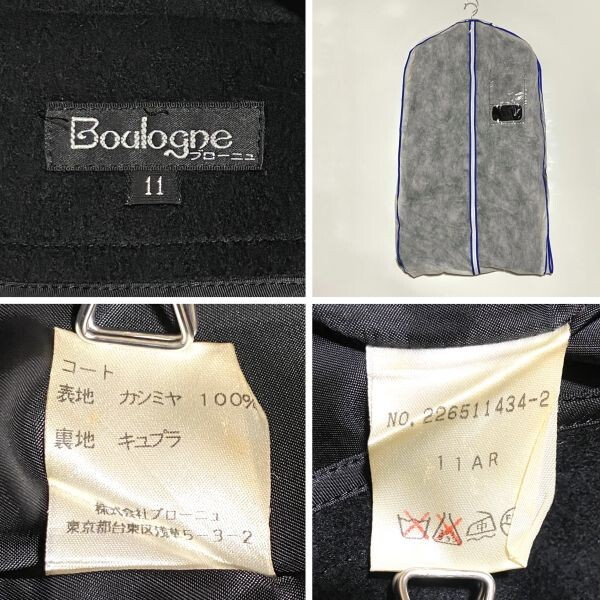 Boulogne
ブローニュ
11
コート
表地 カシミヤ 100%
裏地 キュプラ
株式会社ブローニュ
東京都台東区浅草5-3-2
NO. 226511434-2
11AR
中